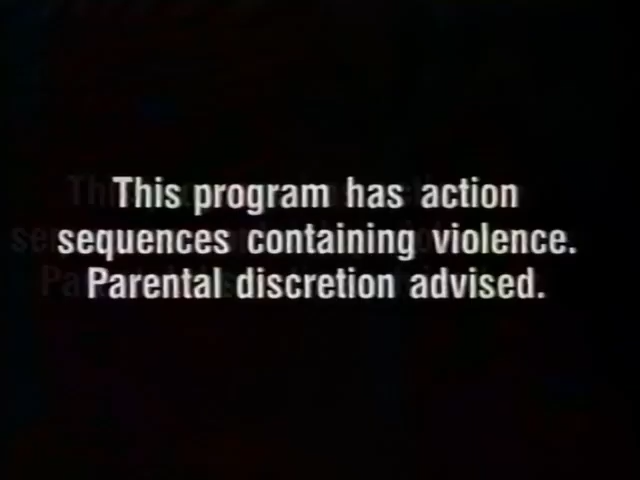 This program has action
sequences containing violence.
Parental discretion advised.